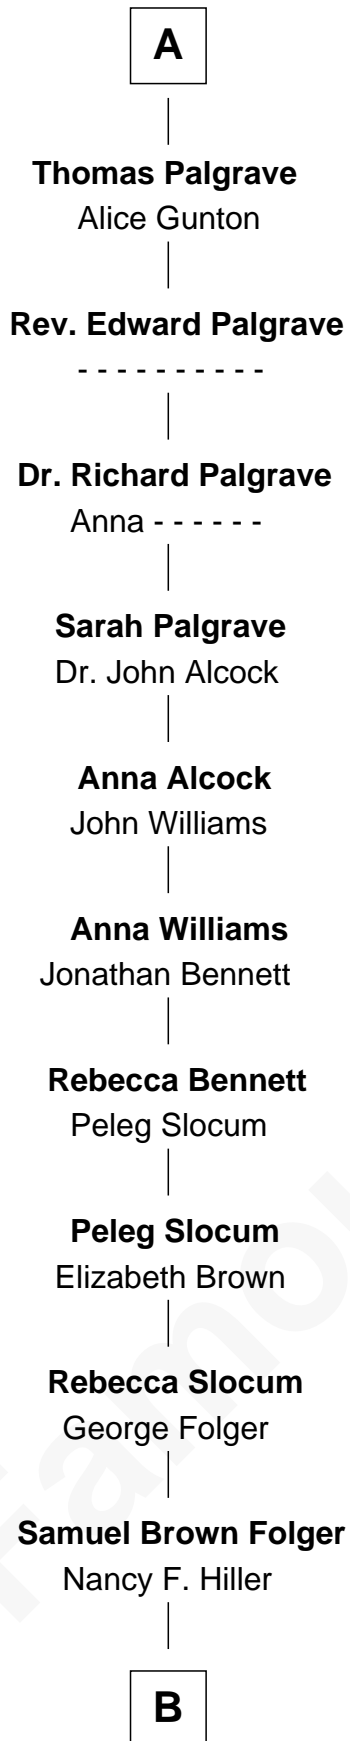 A
Thomas Palgrave
Alice Gunton
Rev. Edward Palgrave
- - - - - - - - - -
Dr. Richard Palgrave
Anna - - - - - -
Sarah Palgrave
Dr. John Alcock
Anna Alcock
John Williams
Anna Williams
Jonathan Bennett
Rebecca Bennett
Peleg Slocum
Peleg Slocum
Elizabeth Brown
Rebecca Slocum
George Folger
Samuel Brown Folger
Nancy F. Hiller
B
Famou